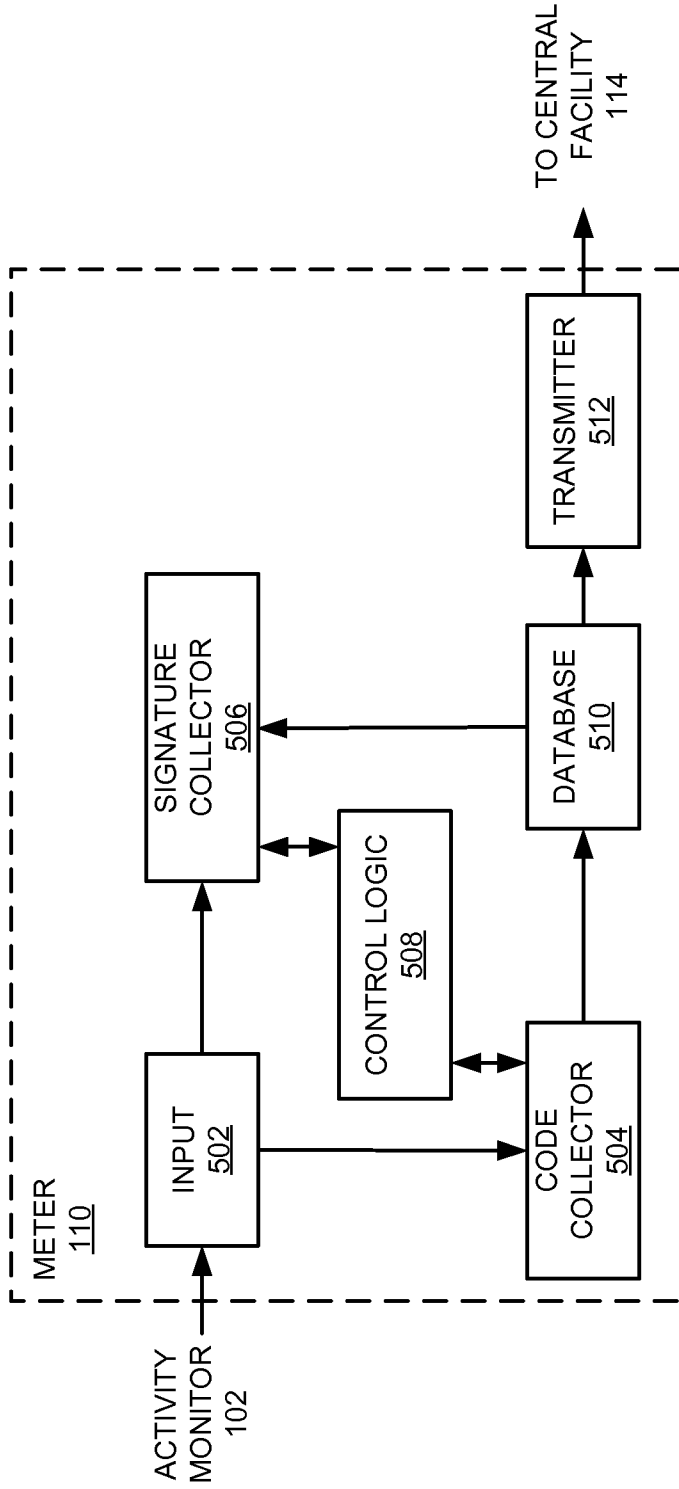 METER
110
ACTIVITY
MONITOR
102
INPUT
502
SIGNATURE
COLLECTOR
506
CONTROL LOGIC
508
CODE
COLLECTOR
504
DATABASE
510
TRANSMITTER
512
TO CENTRAL
FACILITY
114